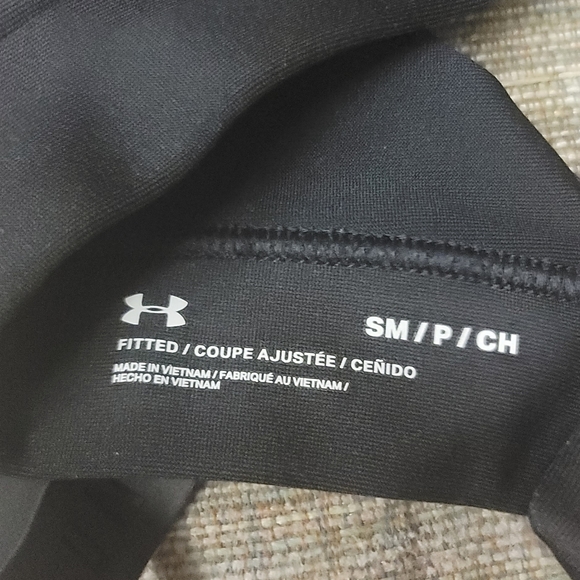 SM / P / CH
FITTED / COUPE AJUSTÉE / CEÑIDO
MADE IN VIETNAM / FABRIQUÉ AU VIETNAM /
HECHO EN VIETNAM